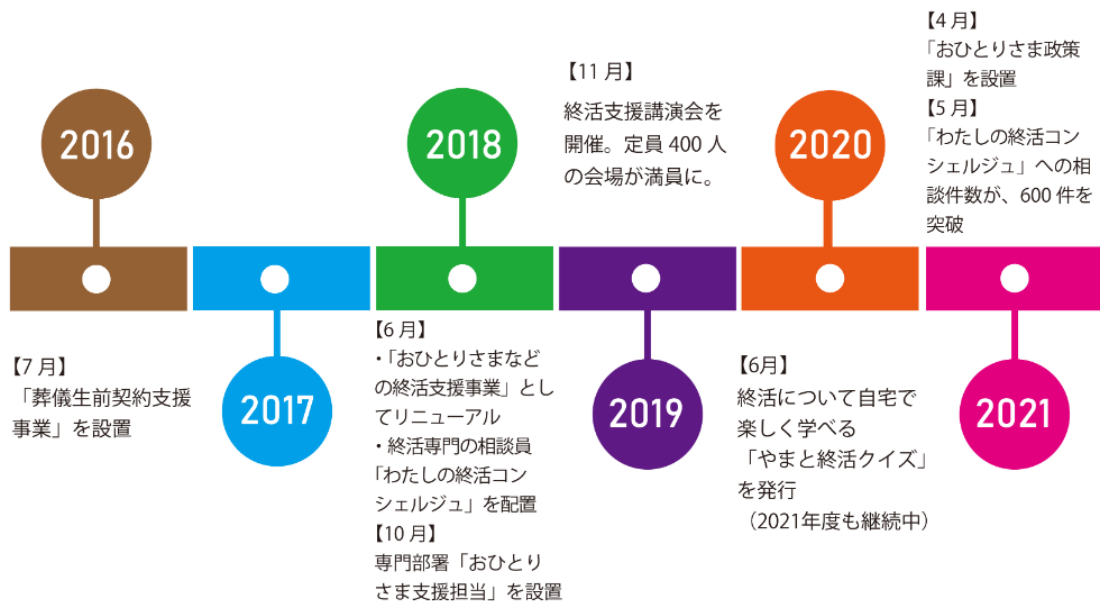 2016
【7 月】
「葬儀生前契約支援
事業」を設置
2017
2018
【6 月】
・「おひとりさまなど
の終活支援事業」とし
てリニューアル
・終活専門の相談員
「わたしの終活コン
シェルジュ」を配置
【10 月】
専門部署「おひとり
さま支援担当」を設置
【11 月】
終活支援講演会を
開催。定員 400 人
の会場が満員に。
2019
2020
【6月】
終活について自宅で
楽しく学べる
「やまと終活クイズ」
を発行
（2021年度も継続中）
【4 月】
「おひとりさま政策
課」を設置
【5 月】
「わたしの終活コン
シェルジュ」への相
談件数が、600 件を
突破
2021